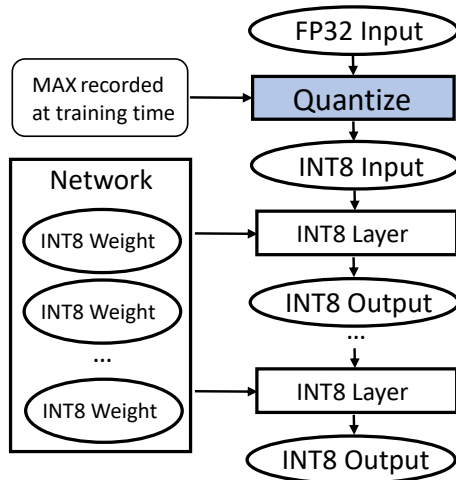 FP32 Input
MAX recorded
at training time
Quantize
INT8 Input
Network
INT8 Weight
INT8 Layer
INT8 Weight
INT8 Output
...
...
INT8 Weight
INT8 Layer
INT8 Output